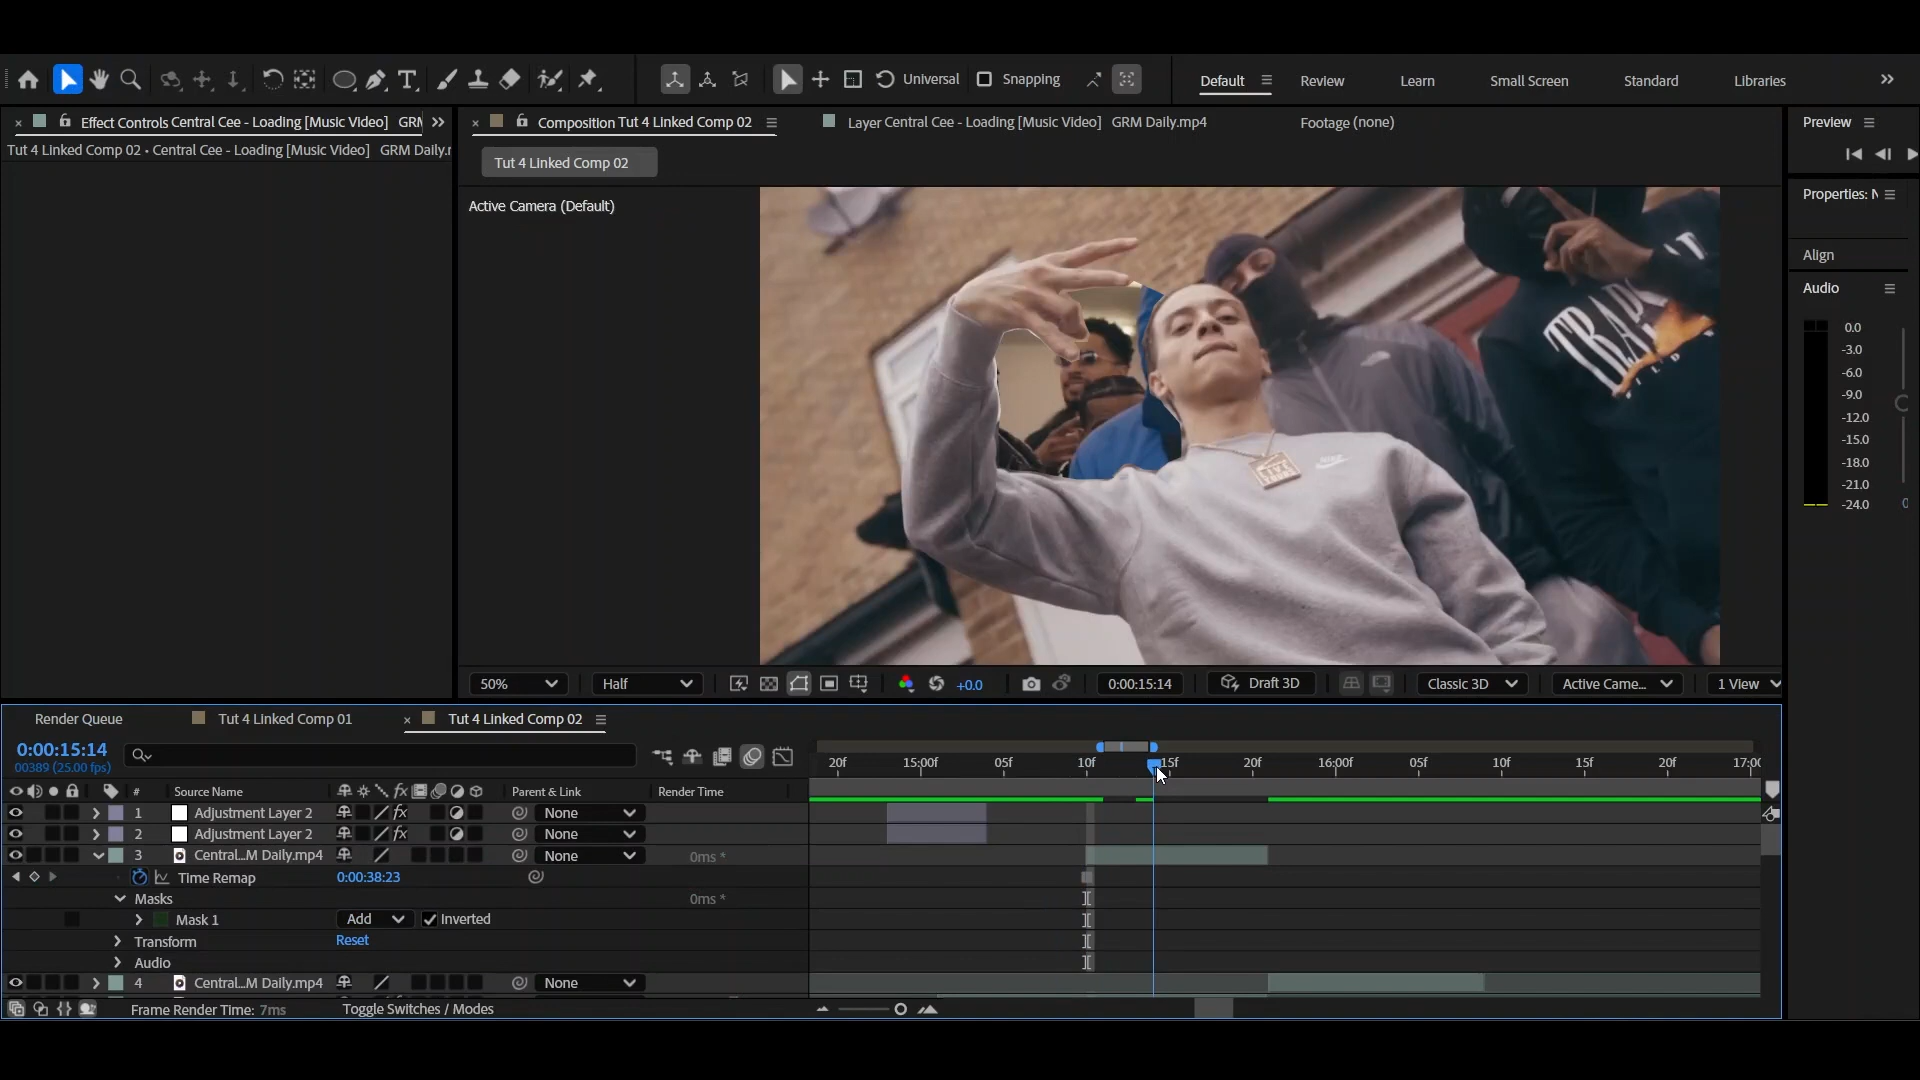 Universal Snapping Default Review Learn Small Screen Standard Libraries
Effect Controls Central Cee - Loading [Music Video] GRM
Composition Tut 4 Linked Comp 02 Layer Central Cee - Loading [Music Video] GRM Daily.mp4 Footage (none)
Preview
Tut 4 Linked Comp 02 • Central Cee - Loading [Music Video] GRM Daily.
Tut 4 Linked Comp 02
Properties:
Active Camera (Default)
Align
Audio
0.0
-3.0
-6.0
-9.0
-12.0
-15.0
-18.0
-21.0
-24.0
0
NIKE
50% Half +0.0 0:00:15:14 Draft 3D Classic 3D Active Came... 1 View
Render Queue Tut 4 Linked Comp 01 Tut 4 Linked Comp 02
0:00:15:14
00389 (25.00 fps)
20f 15:00f 05f 10f 15f 20f 16:00f 05f 10f 15f 20f 17:00
# Source Name fx Parent & Link Render Time
1 Adjustment Layer 2 fx None
2 Adjustment Layer 2 fx None
3 Central...M Daily.mp4 None 0ms *
Time Remap 0:00:38:23
Masks 0ms *
Mask 1 Add Inverted
Transform Reset
Audio
4 Central...M Daily.mp4 None
Frame Render Time: 7ms Toggle Switches / Modes